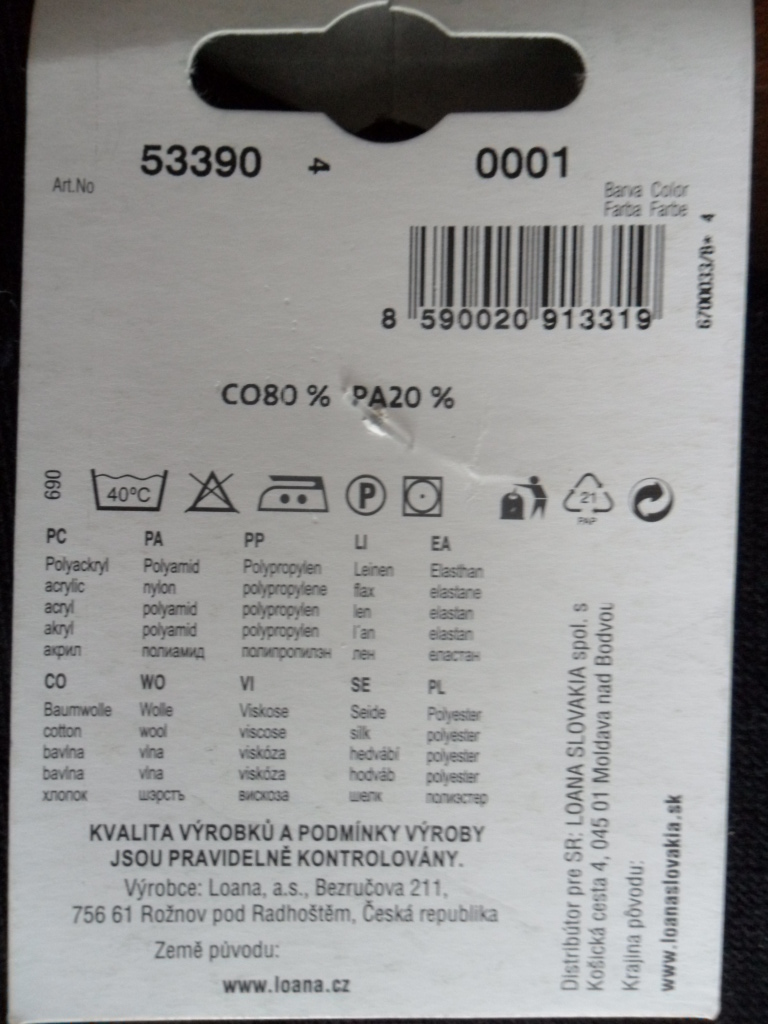 53390 4 0001
Art.No
Barva Color
Farba Farbe
6700033/B* 4
8 590020 913319
CO80 % PA20 %
690
40°C
P
21
PAP
PC PA PP LI EA
Polyackryl Polyamid Polypropylen Leinen Elasthan
acrylic nylon polypropylene flax elastane
acryl polyamid polypropylen len elastan
akryl polyamid polypropylen l'an elastan
акрил полиамид полипропилэн лен еластан
CO WO VI SE PL
Baumwolle Wolle Viskose Seide Polyester
cotton wool viscose silk polyester
bavlna vlna viskóza hedvábí polyester
bavlna vlna viskóza hodváb polyester
хлопок шэрсть вискоза шелк полиэстер
KVALITA VÝROBKŮ A PODMÍNKY VÝROBY
JSOU PRAVIDELNĚ KONTROLOVÁNY.
Výrobce: Loana, a.s., Bezručova 211,
756 61 Rožnov pod Radhoštěm, Česká republika
Země původu:
www.loana.cz
Distribútor pre SR: LOANA SLOVAKIA spol. s
Košická cesta 4, 045 01 Moldava nad Bodvou
Krajina pôvodu:
www.loanaslovakia.sk